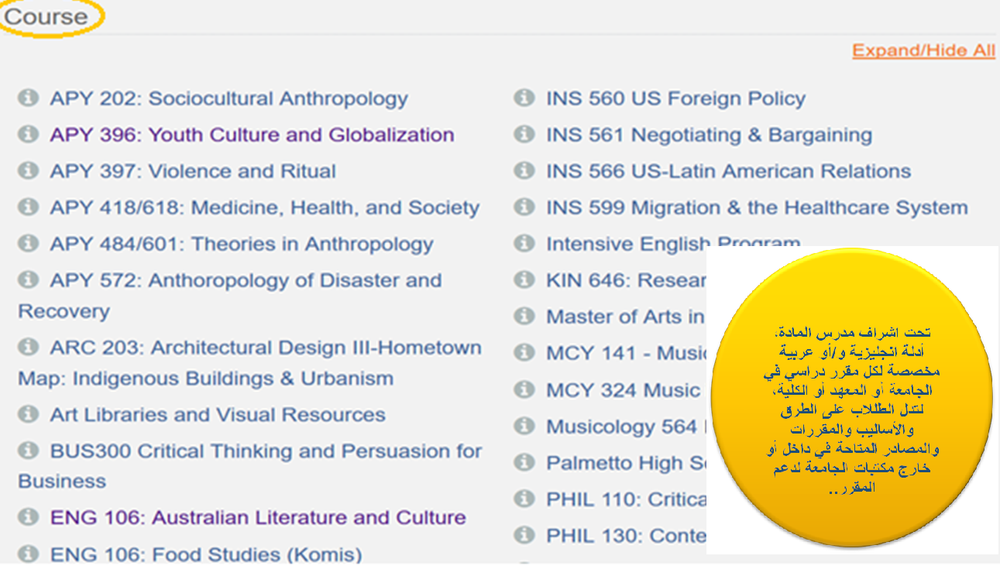 Course
Expand/Hide All
APY 202: Sociocultural Anthropology
APY 396: Youth Culture and Globalization
APY 397: Violence and Ritual
APY 418/618: Medicine, Health, and Society
APY 484/601: Theories in Anthropology
APY 572: Anthoropology of Disaster and
Recovery
ARC 203: Architectural Design III-Hometown
Map: Indigenous Buildings & Urbanism
Art Libraries and Visual Resources
BUS300 Critical Thinking and Persuasion for
Business
ENG 106: Australian Literature and Culture
ENG 106: Food Studies (Komis)
INS 560 US Foreign Policy
INS 561 Negotiating & Bargaining
INS 566 US-Latin American Relations
INS 599 Migration & the Healthcare System
Intensive English Program
KIN 646: Resear
Master of Arts in
MCY 141 - Music
MCY 324 Music
Musicology 564
Palmetto High S
PHIL 110: Critica
PHIL 130: Conte
تحت اشراف مدرس المادة،
أدلة انجليزية و/أو عربية
مخصصة لكل مقرر دراسي في
الجامعة أو المعهد أو الكلية،
لتدل الطلاب على الطرق
والأساليب والمقررات
والمصادر المتاحة في داخل أو
خارج مكتبات الجامعة لدعم
المقرر..